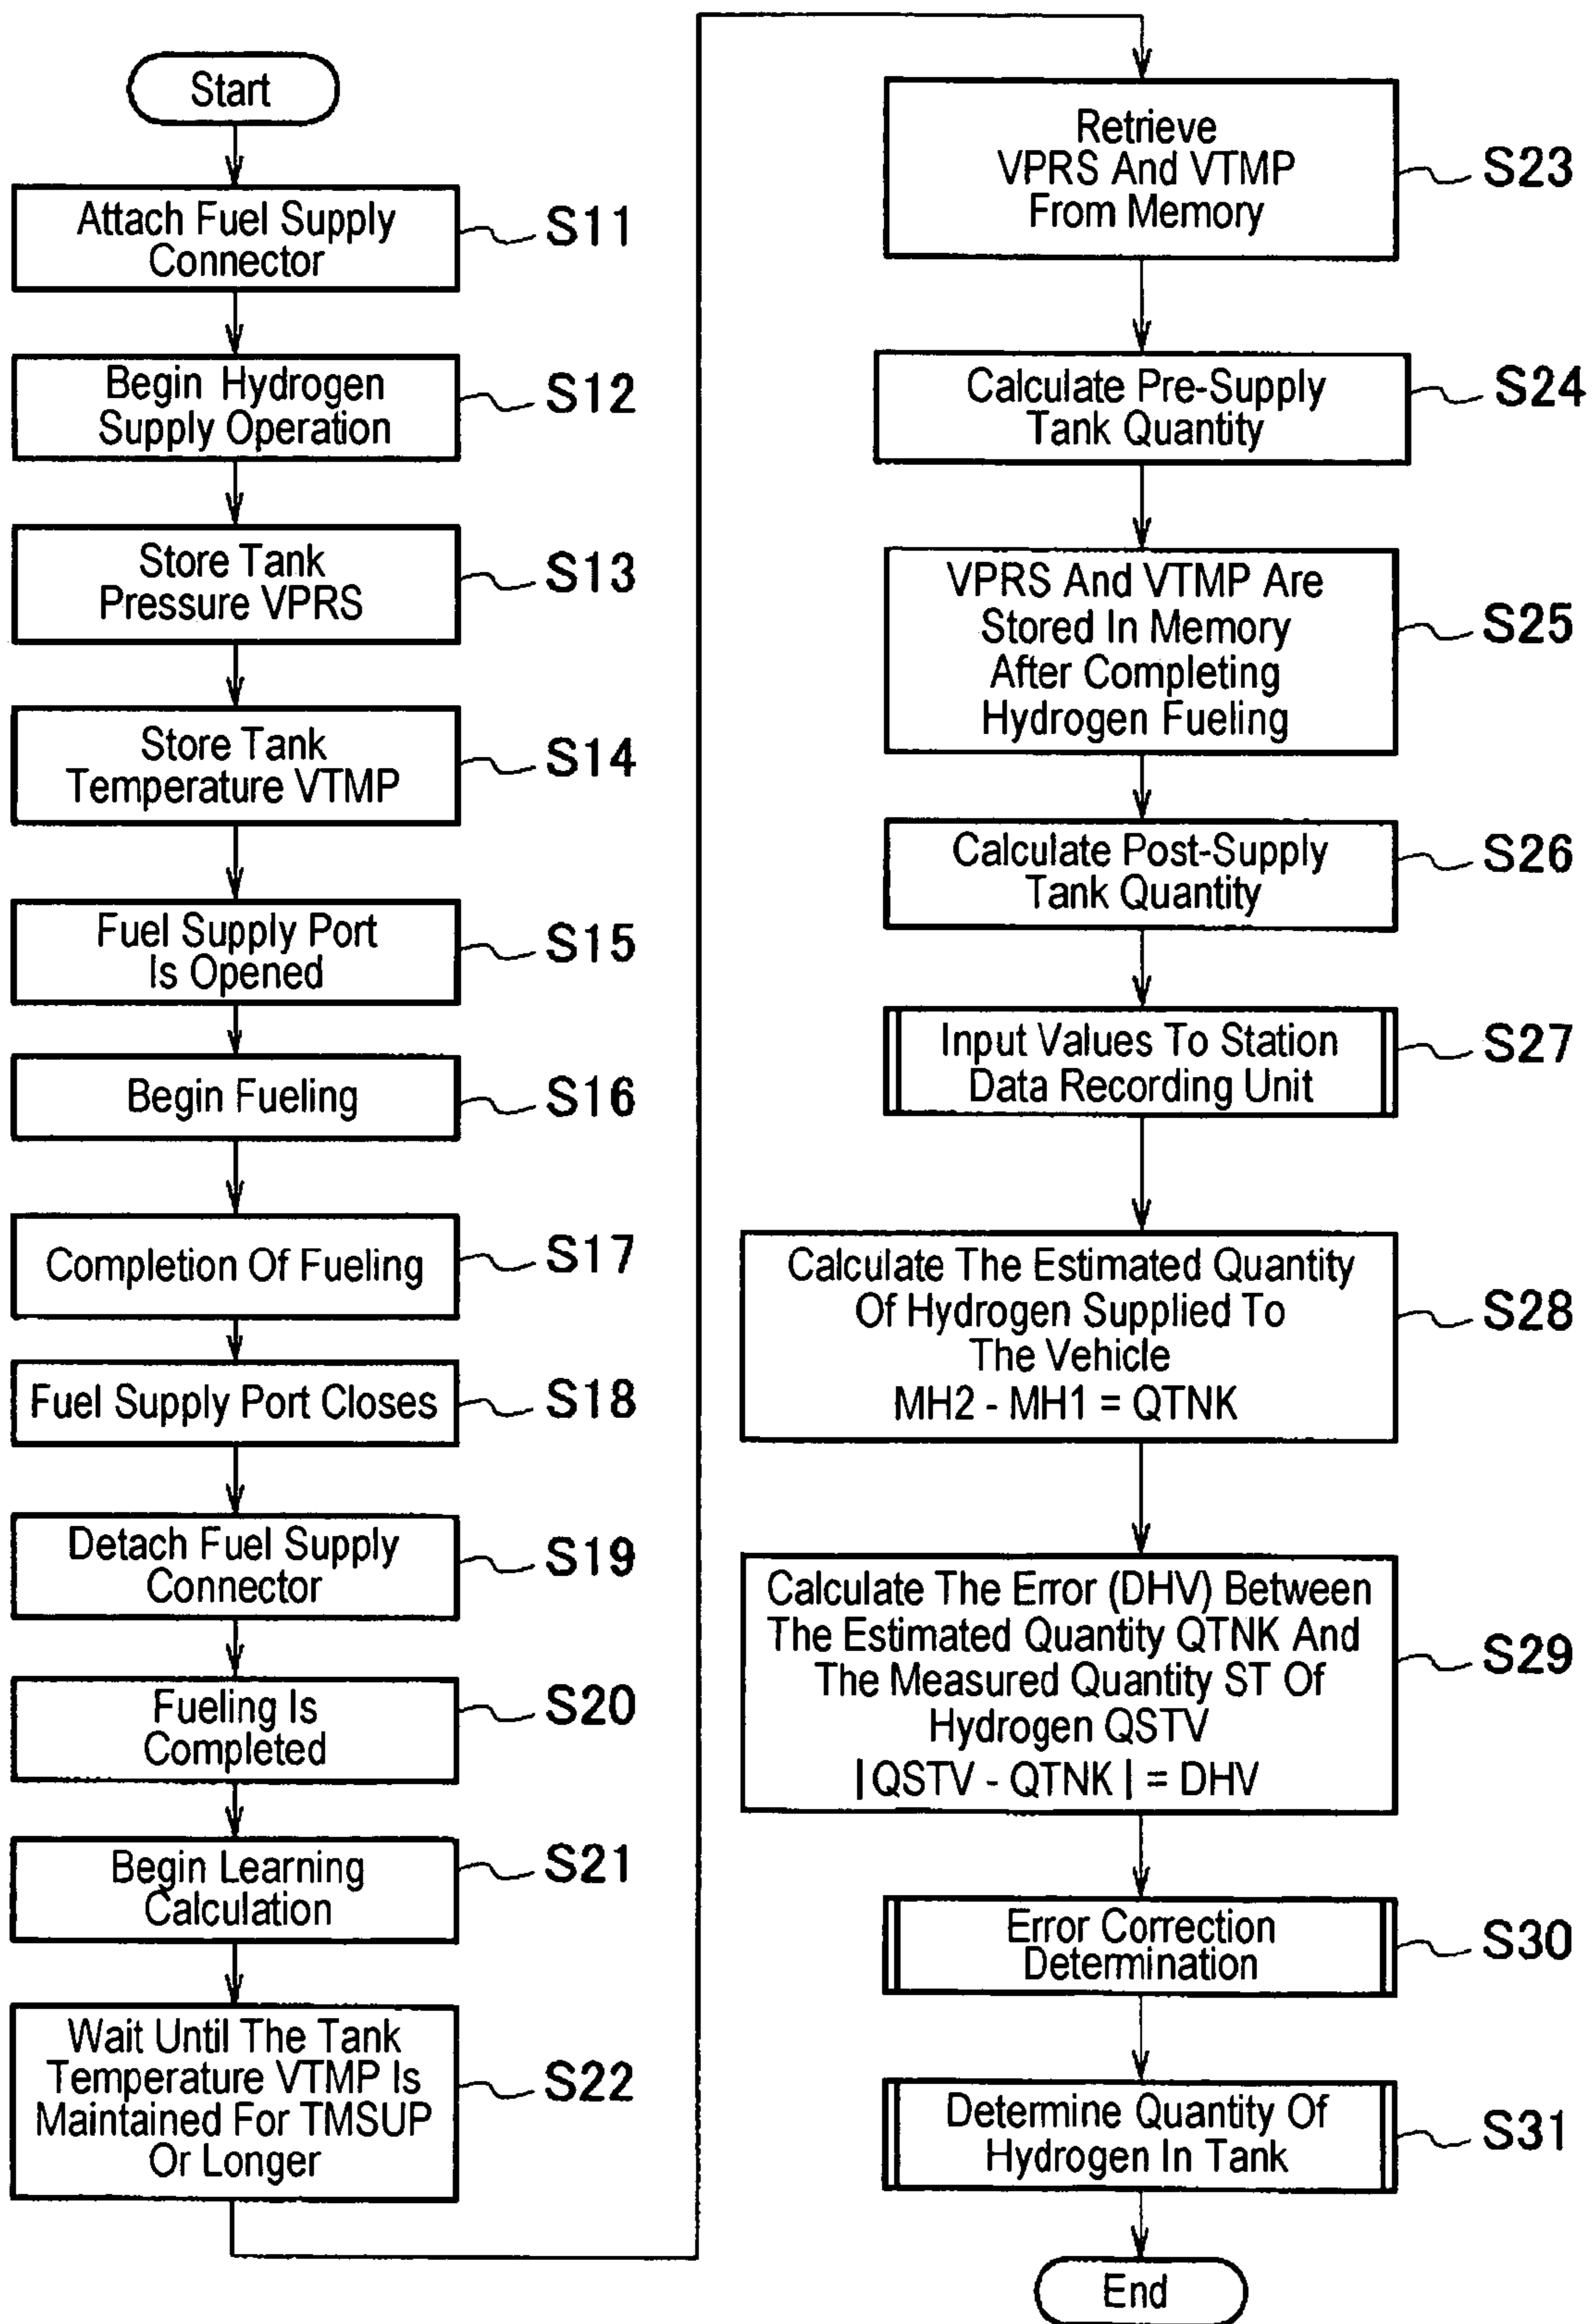 Start
Attach Fuel Supply
Connector
S11
Begin Hydrogen
Supply Operation
S12
Store Tank
Pressure VPRS
S13
Store Tank
Temperature VTMP
S14
Fuel Supply Port
Is Opened
S15
Begin Fueling
S16
Completion Of Fueling
S17
Fuel Supply Port Closes
S18
Detach Fuel Supply
Connector
S19
Fueling Is
Completed
S20
Begin Learning
Calculation
S21
Wait Until The Tank
Temperature VTMP Is
Maintained For TMSUP
Or Longer
S22
Retrieve
VPRS And VTMP
From Memory
S23
Calculate Pre-Supply
Tank Quantity
S24
VPRS And VTMP Are
Stored In Memory
After Completing
Hydrogen Fueling
S25
Calculate Post-Supply
Tank Quantity
S26
Input Values To Station
Data Recording Unit
S27
Calculate The Estimated Quantity
Of Hydrogen Supplied To
The Vehicle
MH2 - MH1 = QTNK
S28
Calculate The Error (DHV) Between
The Estimated Quantity QTNK And
The Measured Quantity ST Of
Hydrogen QSTV
|QSTV - QTNK| = DHV
S29
Error Correction
Determination
S30
Determine Quantity Of
Hydrogen In Tank
S31
End